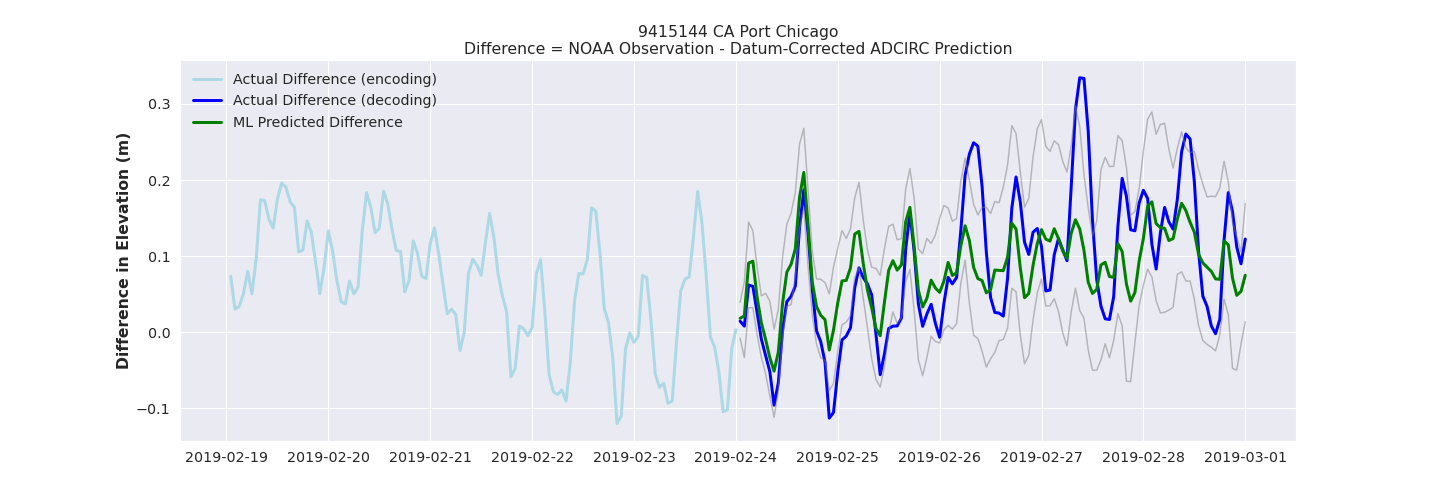 9415144 CA Port Chicago
Difference = NOAA Observation - Datum-Corrected ADCIRC Prediction
Actual Difference (encoding)
Actual Difference (decoding)
ML Predicted Difference
Difference in Elevation (m)
0.3
0.2
0.1
0.0
−0.1
2019-02-19 2019-02-20 2019-02-21 2019-02-22 2019-02-23 2019-02-24 2019-02-25 2019-02-26 2019-02-27 2019-02-28 2019-03-01